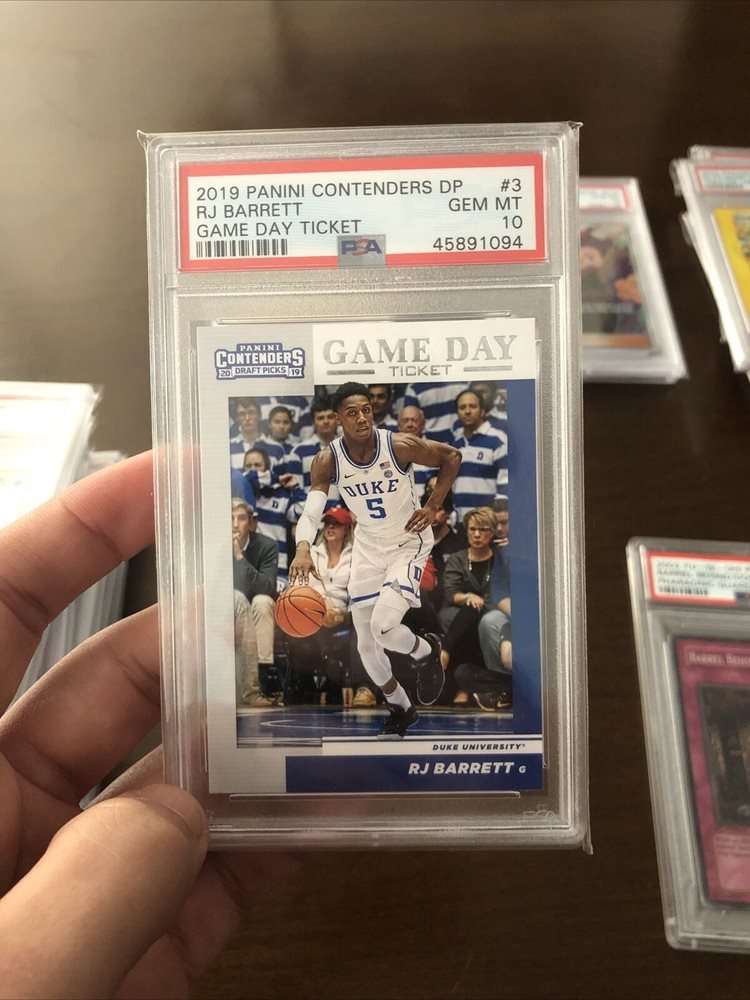 2019 PANINI CONTENDERS DP #3
RJ BARRETT GEM MT
GAME DAY TICKET 10
PSA 45891094
PANINI
CONTENDERS
20 DRAFT PICKS 19
GAME DAY
TICKET
DUKE
5
DUKE UNIVERSITY
RJ BARRETT G
BARREL